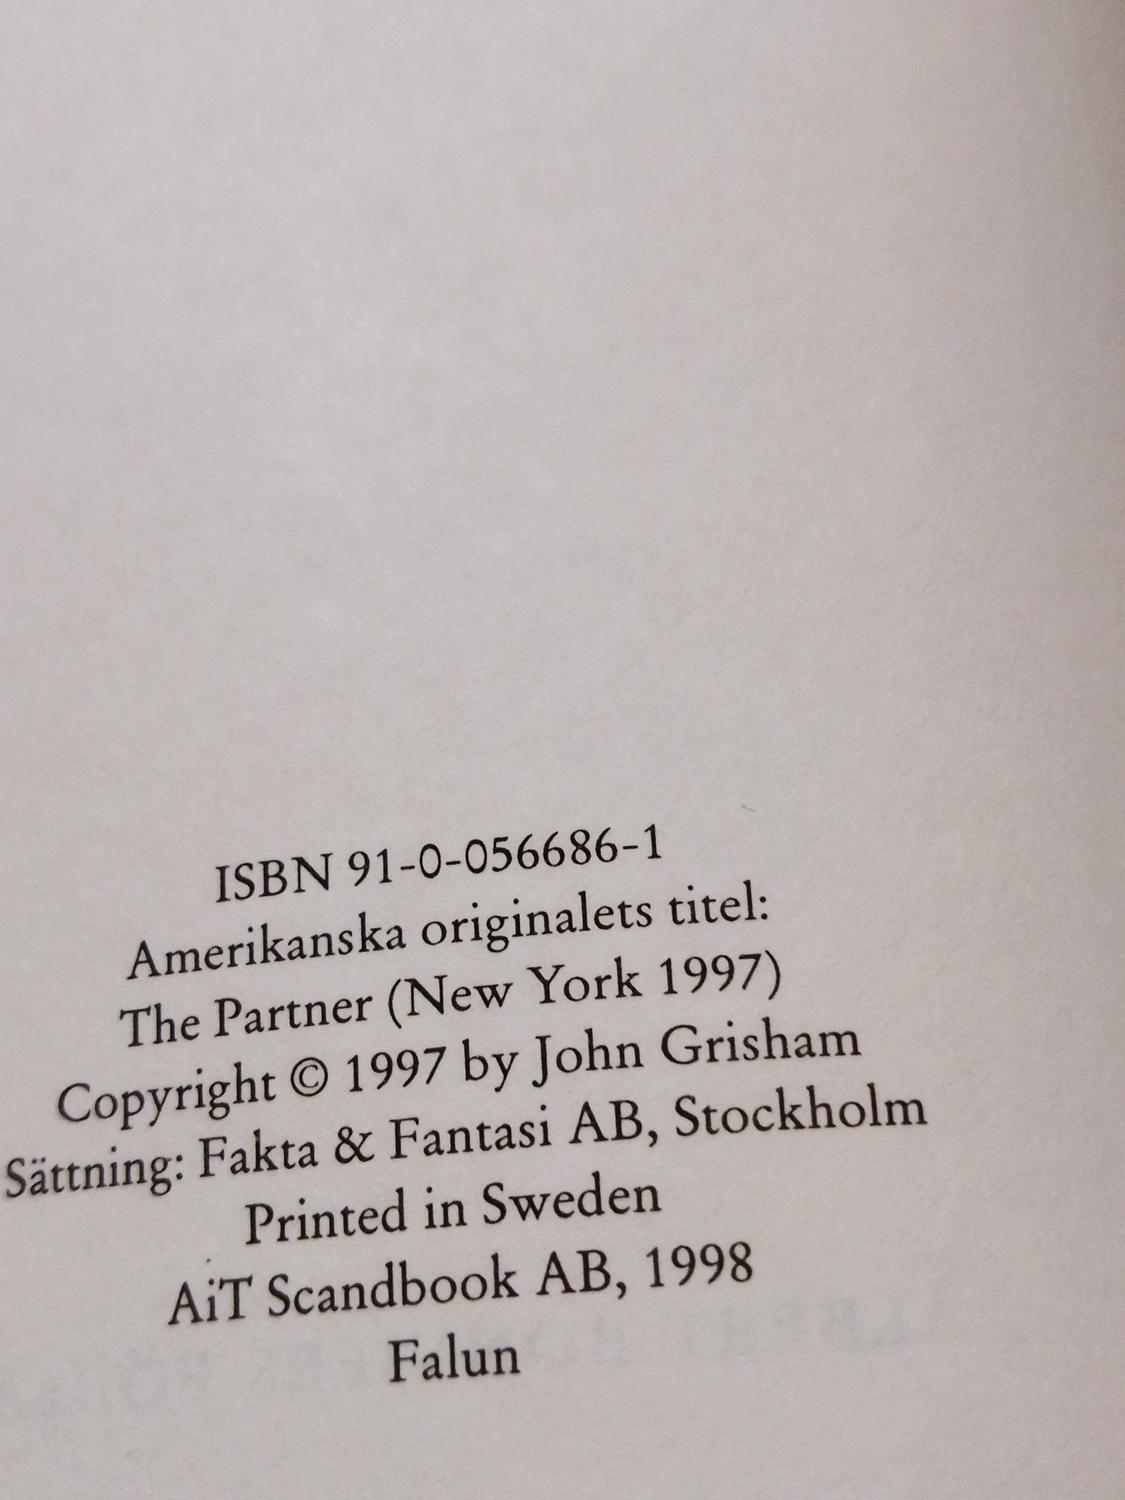 ISBN 91-0-056686-1
Amerikanska originalets titel:
The Partner (New York 1997)
Copyright © 1997 by John Grisham
Sättning: Fakta & Fantasi AB, Stockholm
Printed in Sweden
AiT Scandbook AB, 1998
Falun